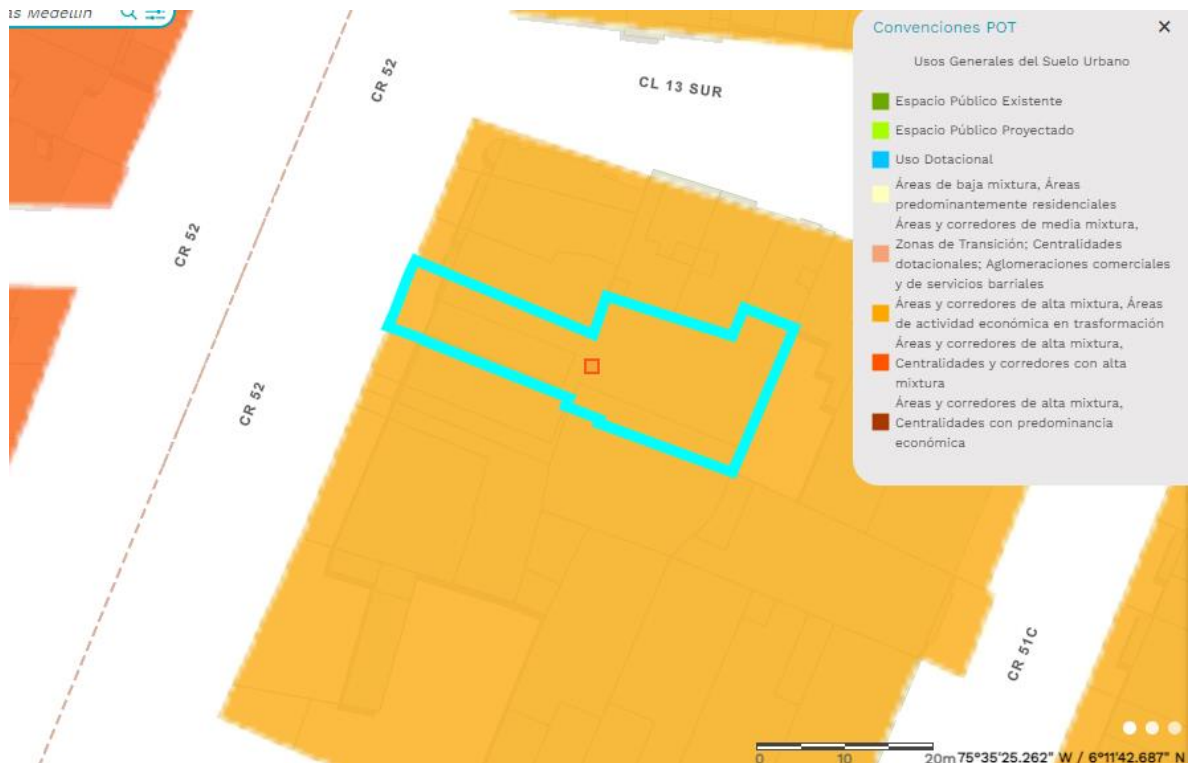 as Medellín
CR 52
CL 13 SUR
CR 52
CR 52
CR 51C
Convenciones POT
Usos Generales del Suelo Urbano
Espacio Público Existente
Espacio Público Proyectado
Uso Dotacional
Áreas de baja mixtura, Áreas
predominantemente residenciales
Áreas y corredores de media mixtura,
Zonas de Transición; Centralidades
dotacionales; Aglomeraciones comerciales
y de servicios barriales
Áreas y corredores de alta mixtura, Áreas
de actividad económica en trasformación
Áreas y corredores de alta mixtura,
Centralidades y corredores con alta
mixtura
Áreas y corredores de alta mixtura,
Centralidades con predominancia
económica
0 10 20m
75°35'25.262" W / 6°11'42.687" N